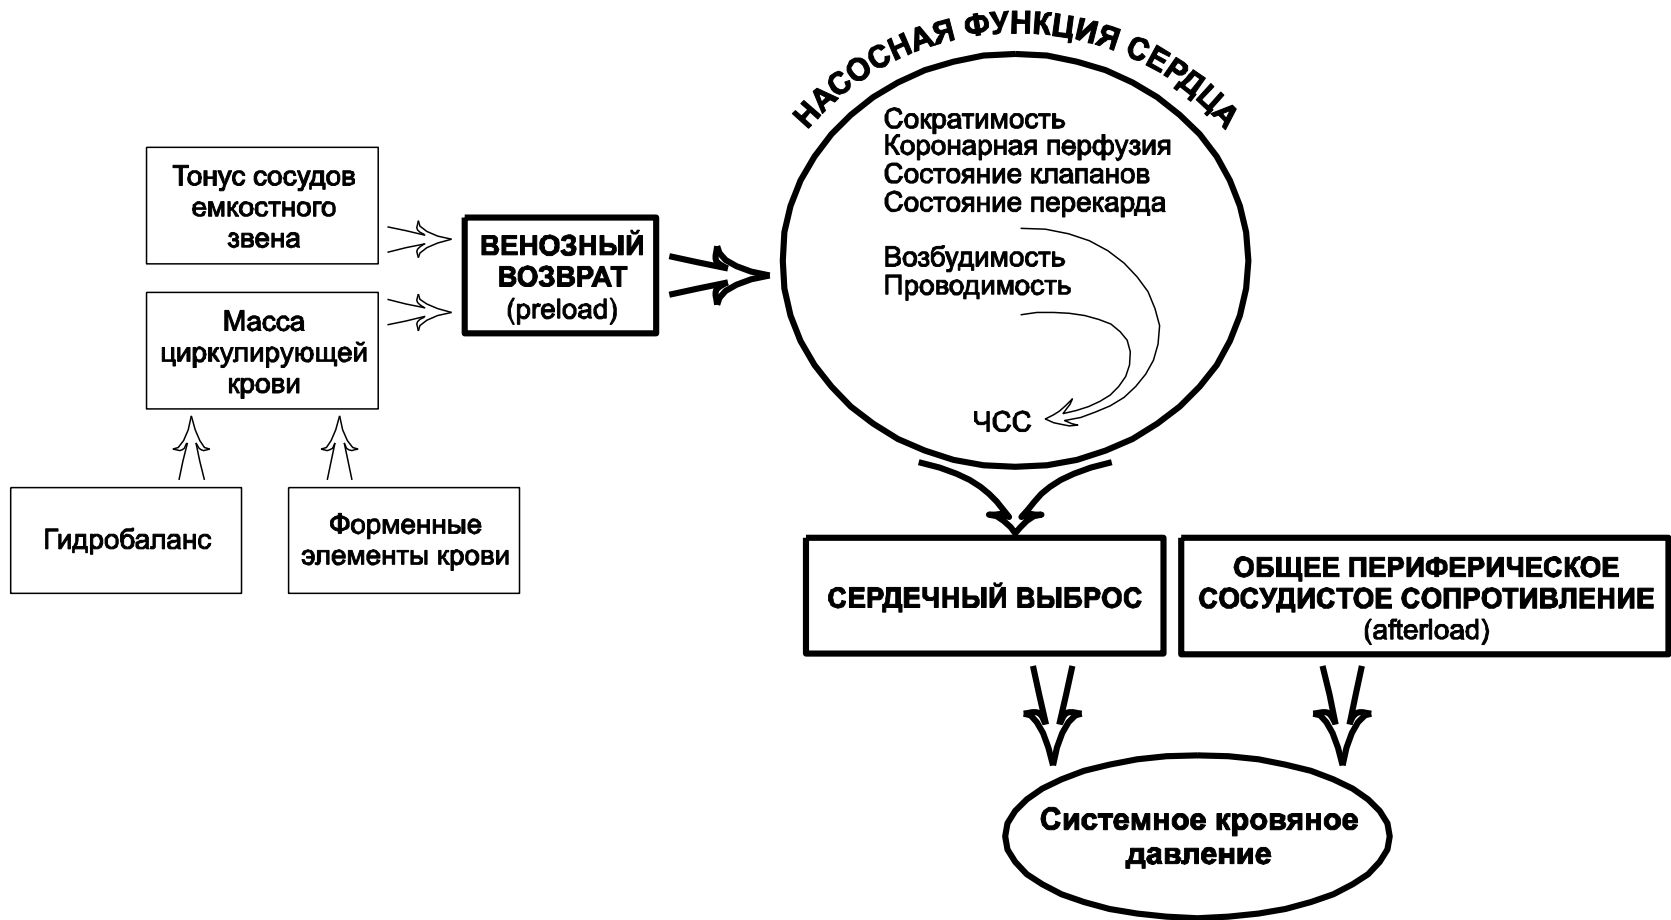 НАСОСНАЯ ФУНКЦИЯ СЕРДЦА
Сократимость
Коронарная перфузия
Состояние клапанов
Состояние перекарда
Возбудимость
Проводимость
ЧСС
Тонус сосудов
емкостного
звена
ВЕНОЗНЫЙ
ВОЗВРАТ
(preload)
Масса
циркулирующей
крови
Гидробаланс
Форменные
элементы крови
СЕРДЕЧНЫЙ ВЫБРОС
ОБЩЕЕ ПЕРИФЕРИЧЕСКОЕ
СОСУДИСТОЕ СОПРОТИВЛЕНИЕ
(afterload)
Системное кровяное
давление